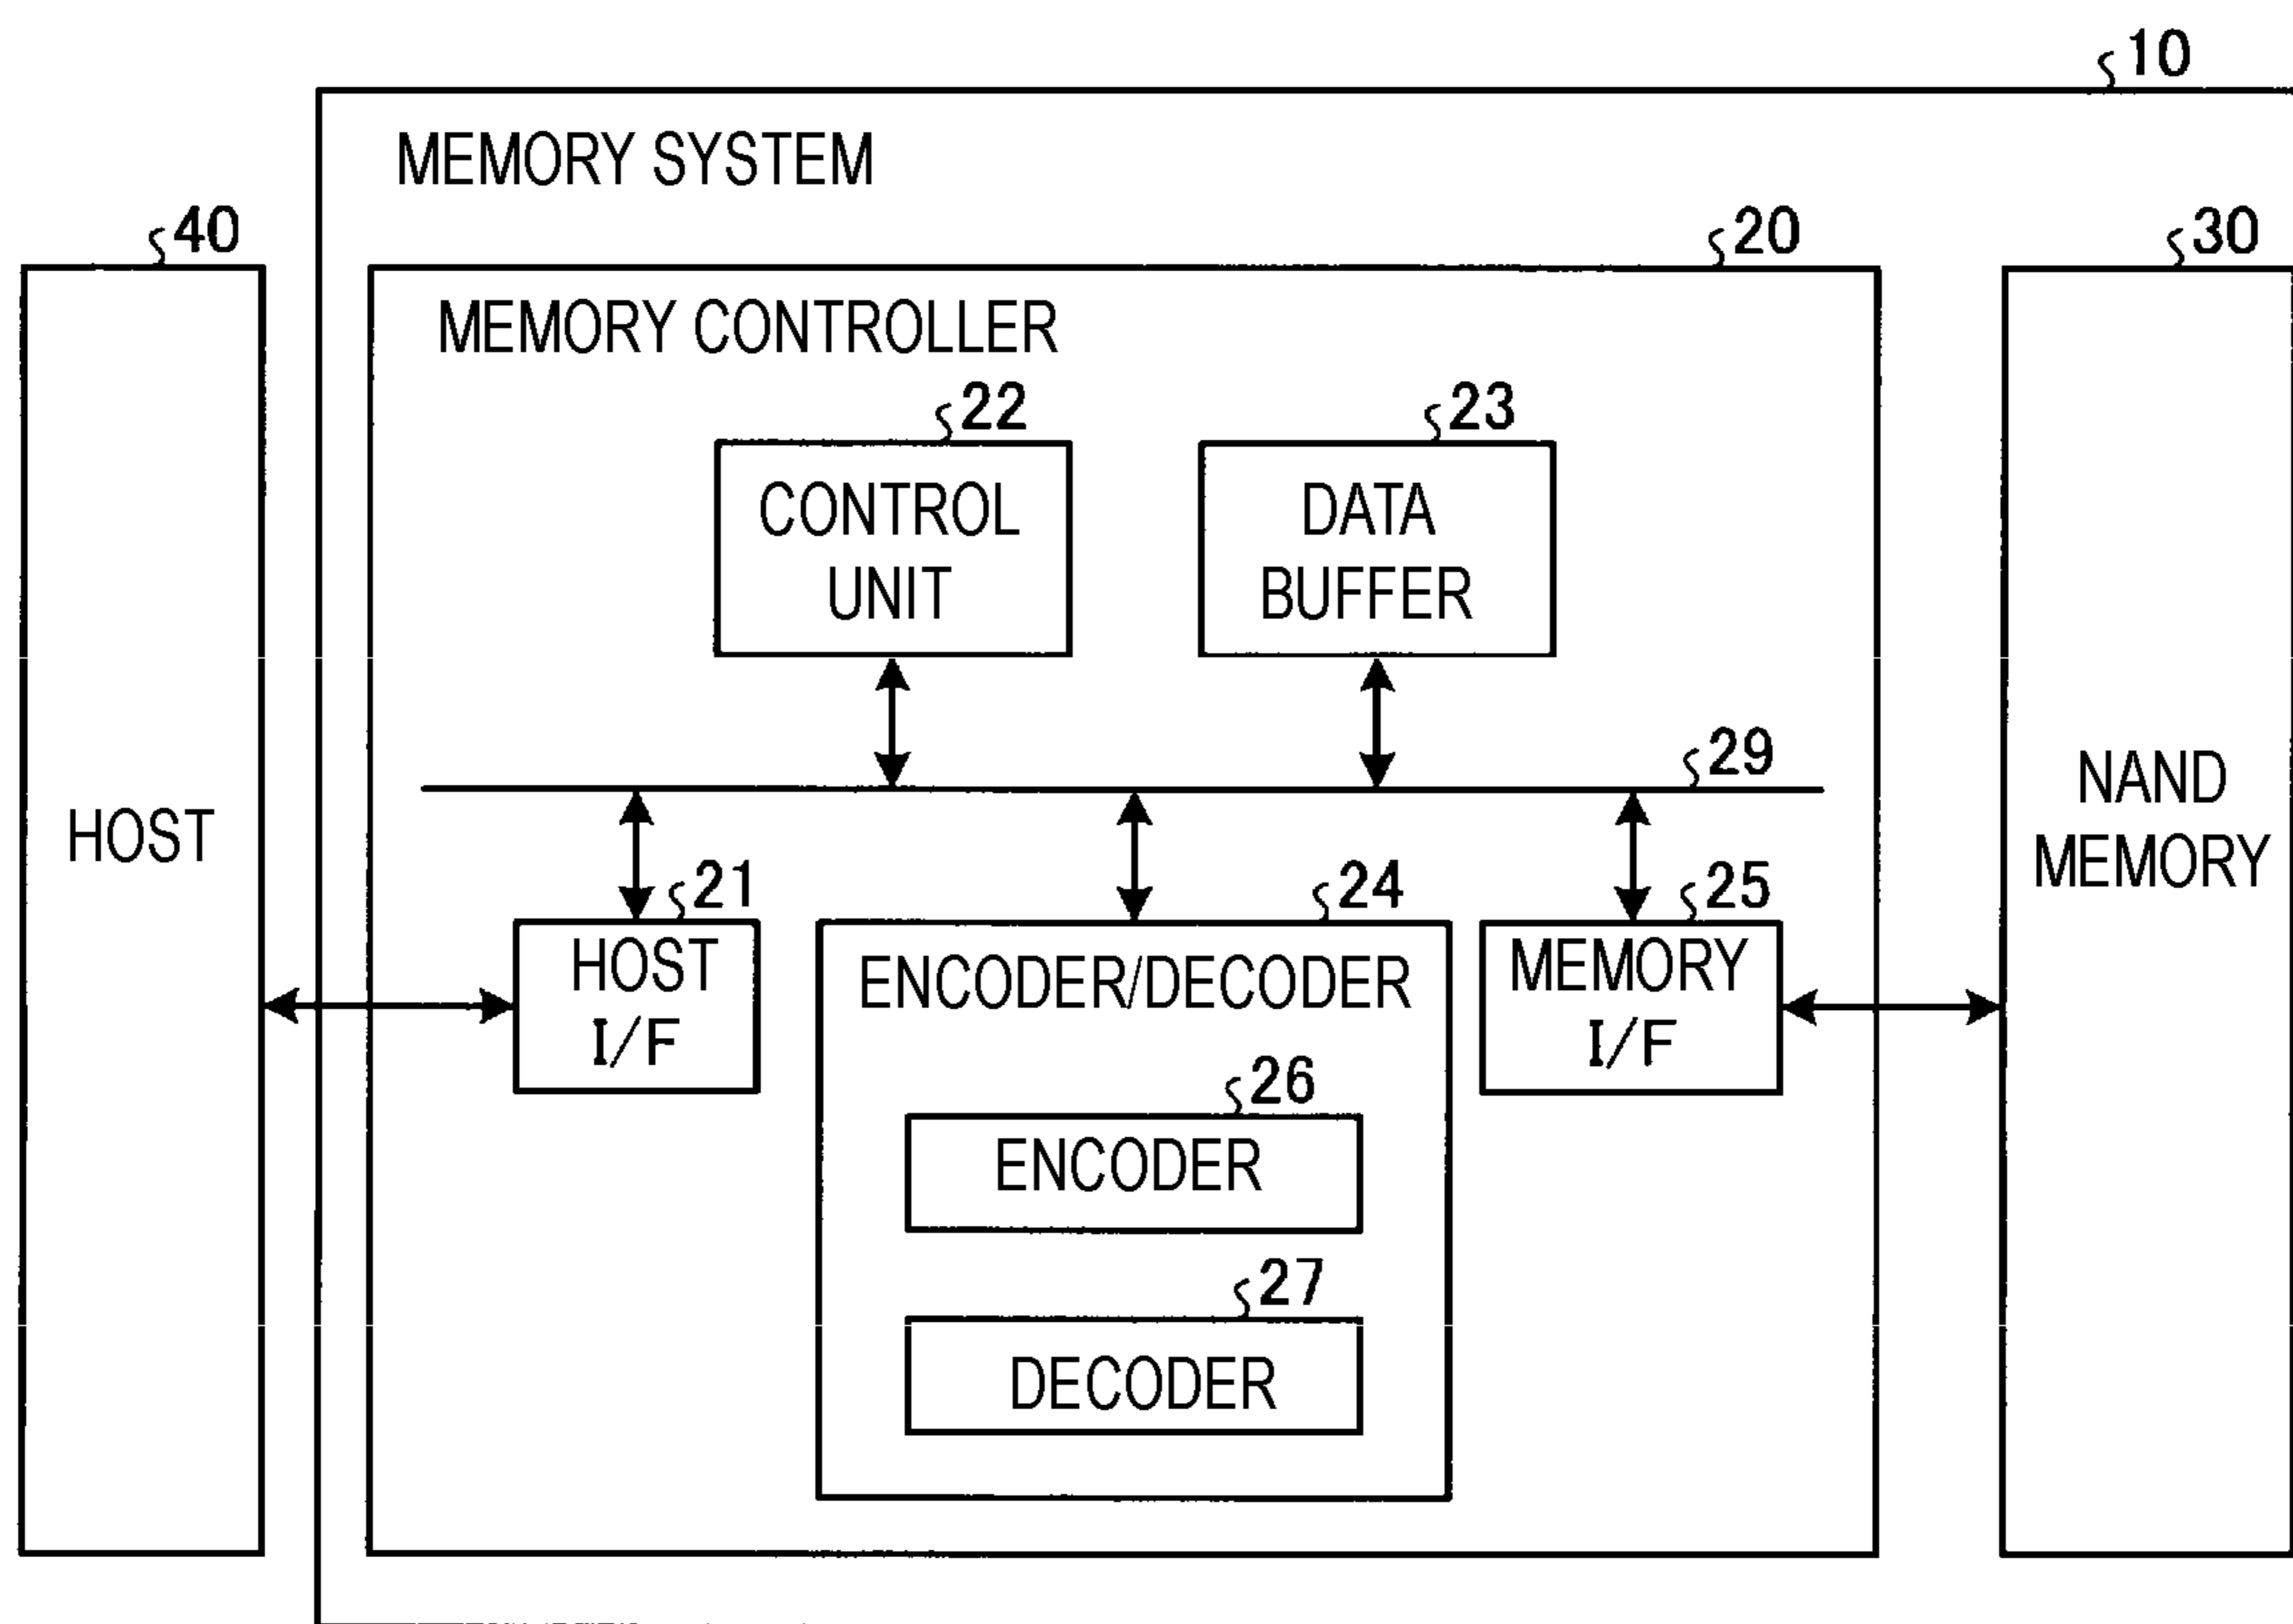 10
MEMORY SYSTEM
40
20
30
MEMORY CONTROLLER
22
23
CONTROL
UNIT
DATA
BUFFER
29
HOST
NAND
MEMORY
21
24
25
HOST
I/F
ENCODER/DECODER
MEMORY
I/F
26
ENCODER
27
DECODER